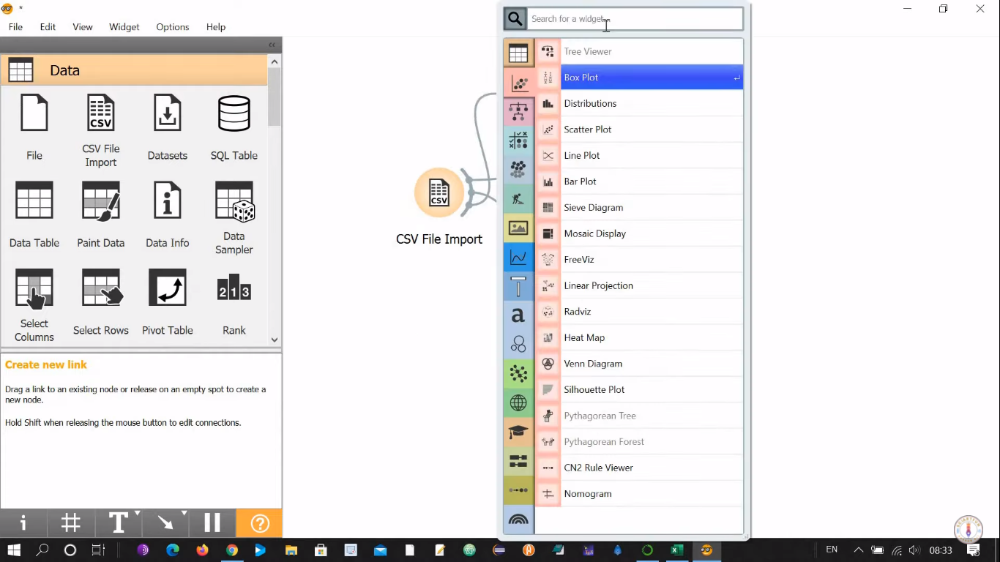 *
File Edit View Widget Options Help
Data
File
CSV File Import
Datasets
SQL Table
Data Table
Paint Data
Data Info
Data Sampler
Select Columns
Select Rows
Pivot Table
Rank
Create new link
Drag a link to an existing node or release on an empty spot to create a
new node.
Hold Shift when releasing the mouse button to edit connections.
CSV
CSV File Import
Search for a widget...
Tree Viewer
Box Plot
Distributions
Scatter Plot
Line Plot
Bar Plot
Sieve Diagram
Mosaic Display
FreeViz
Linear Projection
Radviz
Heat Map
Venn Diagram
Silhouette Plot
Pythagorean Tree
Pythagorean Forest
CN2 Rule Viewer
Nomogram
EN 08:33